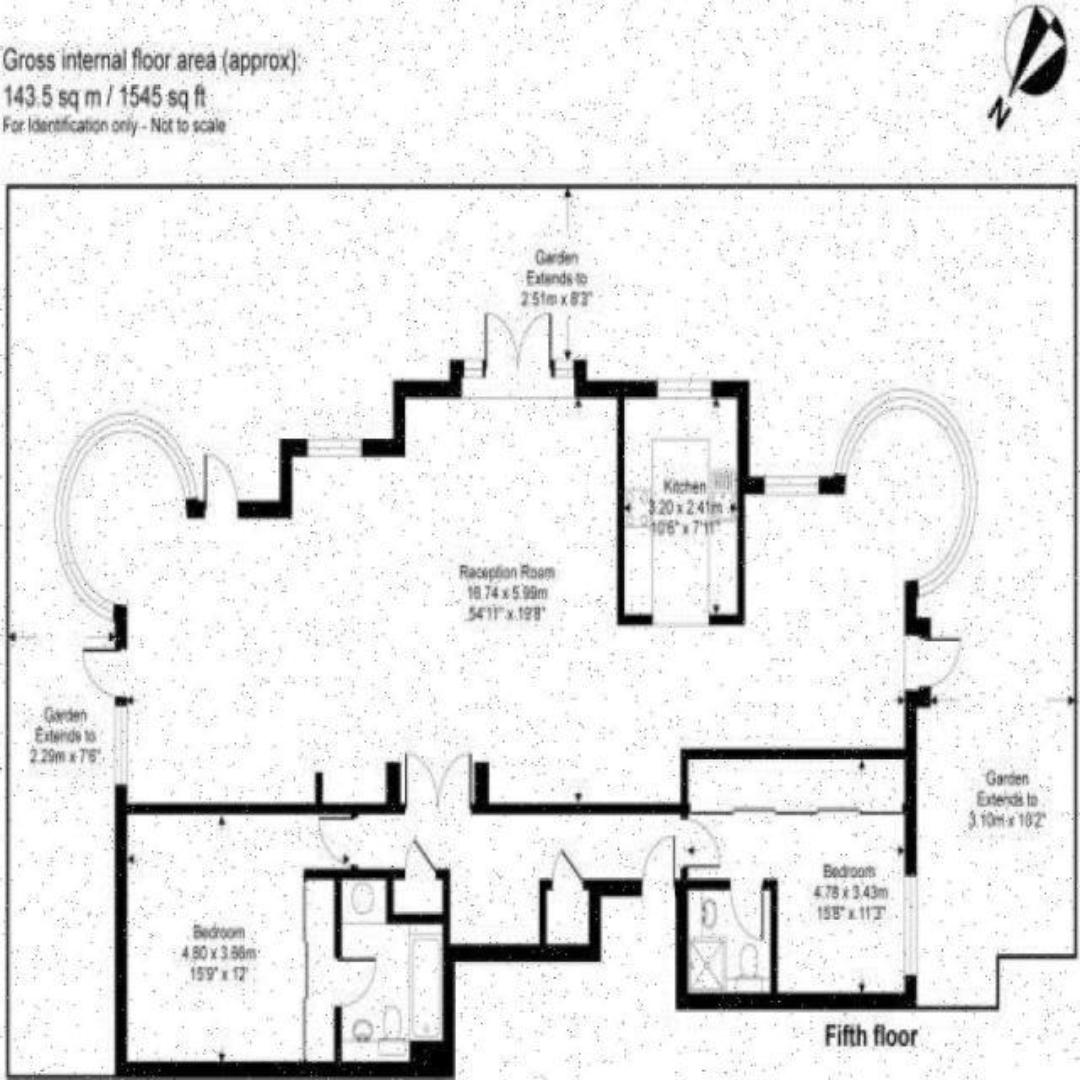 Gross internal floor area (approx):
143.5 sq m / 1545 sq ft
For Identification only - Not to scale
N
Garden
Extends to
2.51m x 8'3"
Kitchen
3.20 x 2.41m
10'6" x 7'11"
Reception Room
16.74 x 5.99m
54'11" x 19'8"
Garden
Extends to
2.29m x 7'6"
Garden
Extends to
3.10m x 10'2"
Bedroom
4.78 x 3.43m
15'8" x 11'3"
Bedroom
4.80 x 3.66m
15'9" x 12'
Fifth floor